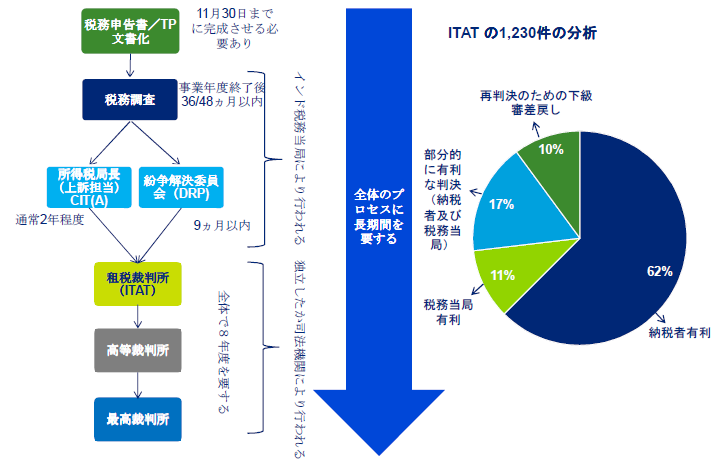 税務申告書／TP
文書化
11月30日まで
に完成させる必
要あり
税務調査
事業年度終了後
36/48ヵ月以内
所得税局長
（上訴担当）
CIT(A)
紛争解決委員
会（DRP)
通常2年程度
9ヵ月以内
インド税務当局により行われる
租税裁判所
（ITAT）
高等裁判所
最高裁判所
全体で８年度を要する
独立したか司法機関により行われる
全体のプ
ロセスに
長期間を
要する
ITAT の1,230件の分析
再判決のための下級
審差戻し
10%
部分的
に有利
な判決
（納税
者及び
税務当
局）
17%
11%
税務当局
有利
62%
納税者有利